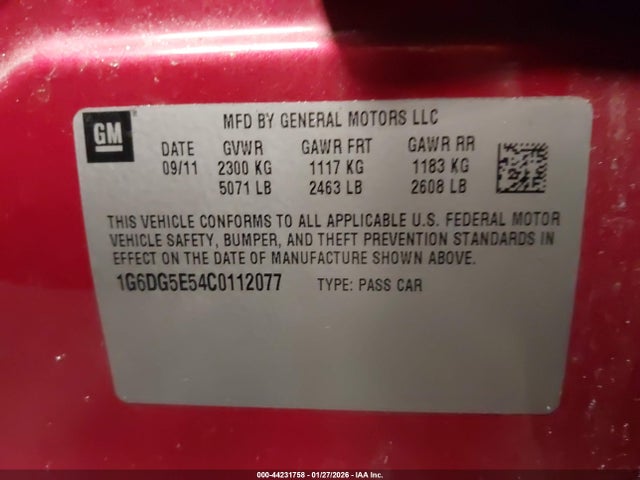 GM
MFD BY GENERAL MOTORS LLC
DATE GVWR GAWR FRT GAWR RR
09/11 2300 KG 1117 KG 1183 KG
5071 LB 2463 LB 2608 LB
THIS VEHICLE CONFORMS TO ALL APPLICABLE U.S. FEDERAL MOTOR
VEHICLE SAFETY, BUMPER, AND THEFT PREVENTION STANDARDS IN
EFFECT ON THE DATE OF MANUFACTURE SHOWN ABOVE.
1G6DG5E54C0112077 TYPE: PASS CAR
000-44231758 - 01/27/2026 - IAA Inc.